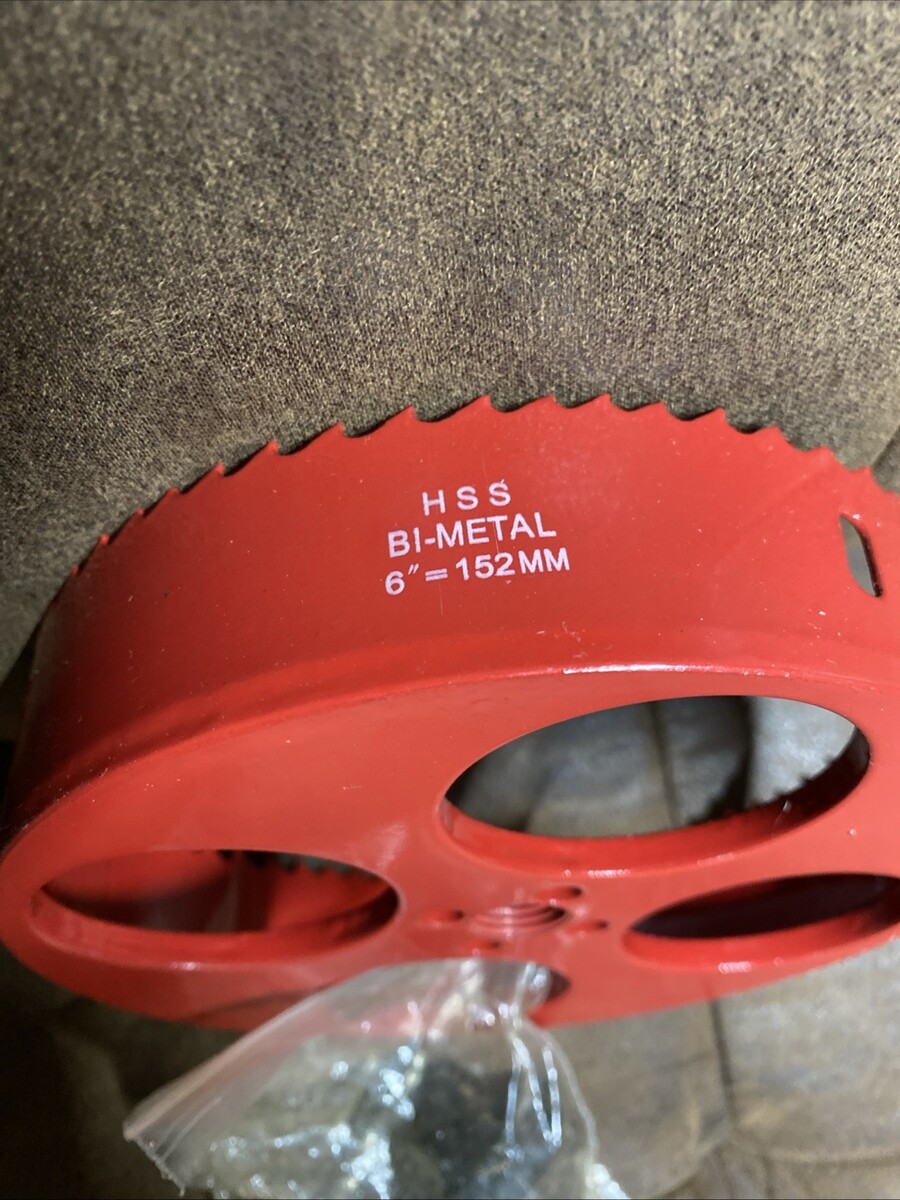 HSS
BI-METAL
6″=152MM